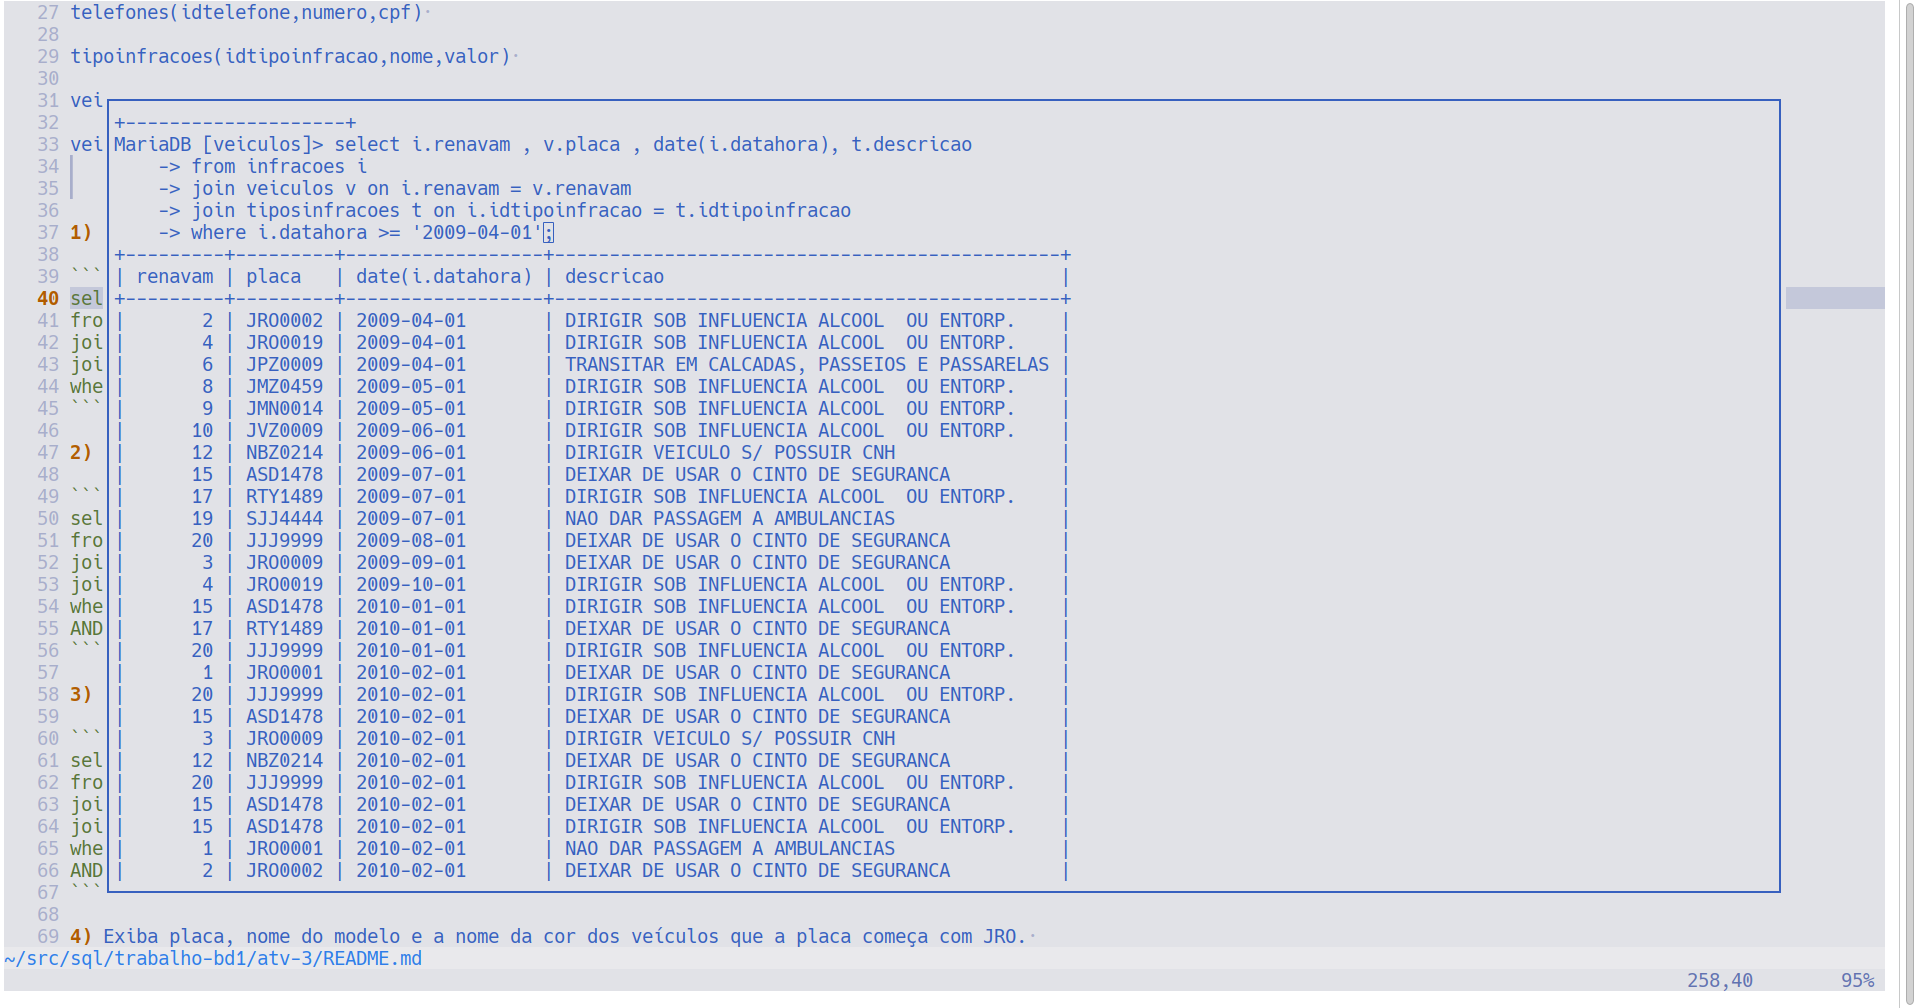 27 telefones(idtelefone,numero,cpf)·
28
29 tipoinfracoes(idtipoinfracao,nome,valor)·
30
31 vei
32 +--------------------+
33 vei MariaDB [veiculos]> select i.renavam , v.placa , date(i.datahora), t.descricao
34     -> from infracoes i
35     -> join veiculos v on i.renavam = v.renavam
36     -> join tiposinfracoes t on i.idtipoinfracao = t.idtipoinfracao
37 1)     -> where i.datahora >= '2009-04-01';
38 +---------+---------+------------------+----------------------------------------------+
39 ``` | renavam | placa   | date(i.datahora) | descricao                                    |
40 sel +---------+---------+------------------+----------------------------------------------+
41 fro |       2 | JRO0002 | 2009-04-01       | DIRIGIR SOB INFLUENCIA ALCOOL  OU ENTORP.    |
42 joi |       4 | JRO0019 | 2009-04-01       | DIRIGIR SOB INFLUENCIA ALCOOL  OU ENTORP.    |
43 joi |       6 | JPZ0009 | 2009-04-01       | TRANSITAR EM CALCADAS, PASSEIOS E PASSARELAS |
44 whe |       8 | JMZ0459 | 2009-05-01       | DIRIGIR SOB INFLUENCIA ALCOOL  OU ENTORP.    |
45 ``` |       9 | JMN0014 | 2009-05-01       | DIRIGIR SOB INFLUENCIA ALCOOL  OU ENTORP.    |
46 |      10 | JVZ0009 | 2009-06-01       | DIRIGIR SOB INFLUENCIA ALCOOL  OU ENTORP.    |
47 2) |      12 | NBZ0214 | 2009-06-01       | DIRIGIR VEICULO S/ POSSUIR CNH               |
48 |      15 | ASD1478 | 2009-07-01       | DEIXAR DE USAR O CINTO DE SEGURANCA          |
49 ``` |      17 | RTY1489 | 2009-07-01       | DIRIGIR SOB INFLUENCIA ALCOOL  OU ENTORP.    |
50 sel |      19 | SJJ4444 | 2009-07-01       | NAO DAR PASSAGEM A AMBULANCIAS               |
51 fro |      20 | JJJ9999 | 2009-08-01       | DEIXAR DE USAR O CINTO DE SEGURANCA          |
52 joi |       3 | JRO0009 | 2009-09-01       | DEIXAR DE USAR O CINTO DE SEGURANCA          |
53 joi |       4 | JRO0019 | 2009-10-01       | DIRIGIR SOB INFLUENCIA ALCOOL  OU ENTORP.    |
54 whe |      15 | ASD1478 | 2010-01-01       | DIRIGIR SOB INFLUENCIA ALCOOL  OU ENTORP.    |
55 AND |      17 | RTY1489 | 2010-01-01       | DEIXAR DE USAR O CINTO DE SEGURANCA          |
56 ``` |      20 | JJJ9999 | 2010-01-01       | DIRIGIR SOB INFLUENCIA ALCOOL  OU ENTORP.    |
57 |       1 | JRO0001 | 2010-02-01       | DEIXAR DE USAR O CINTO DE SEGURANCA          |
58 3) |      20 | JJJ9999 | 2010-02-01       | DIRIGIR SOB INFLUENCIA ALCOOL  OU ENTORP.    |
59 |      15 | ASD1478 | 2010-02-01       | DEIXAR DE USAR O CINTO DE SEGURANCA          |
60 ``` |       3 | JRO0009 | 2010-02-01       | DIRIGIR VEICULO S/ POSSUIR CNH               |
61 sel |      12 | NBZ0214 | 2010-02-01       | DEIXAR DE USAR O CINTO DE SEGURANCA          |
62 fro |      20 | JJJ9999 | 2010-02-01       | DIRIGIR SOB INFLUENCIA ALCOOL  OU ENTORP.    |
63 joi |      15 | ASD1478 | 2010-02-01       | DEIXAR DE USAR O CINTO DE SEGURANCA          |
64 joi |      15 | ASD1478 | 2010-02-01       | DIRIGIR SOB INFLUENCIA ALCOOL  OU ENTORP.    |
65 whe |       1 | JRO0001 | 2010-02-01       | NAO DAR PASSAGEM A AMBULANCIAS               |
66 AND |       2 | JRO0002 | 2010-02-01       | DEIXAR DE USAR O CINTO DE SEGURANCA          |
67 ```
68
69 4) Exiba placa, nome do modelo e a nome da cor dos veículos que a placa começa com JRO.·
~/src/sql/trabalho-bd1/atv-3/README.md
258,40 95%